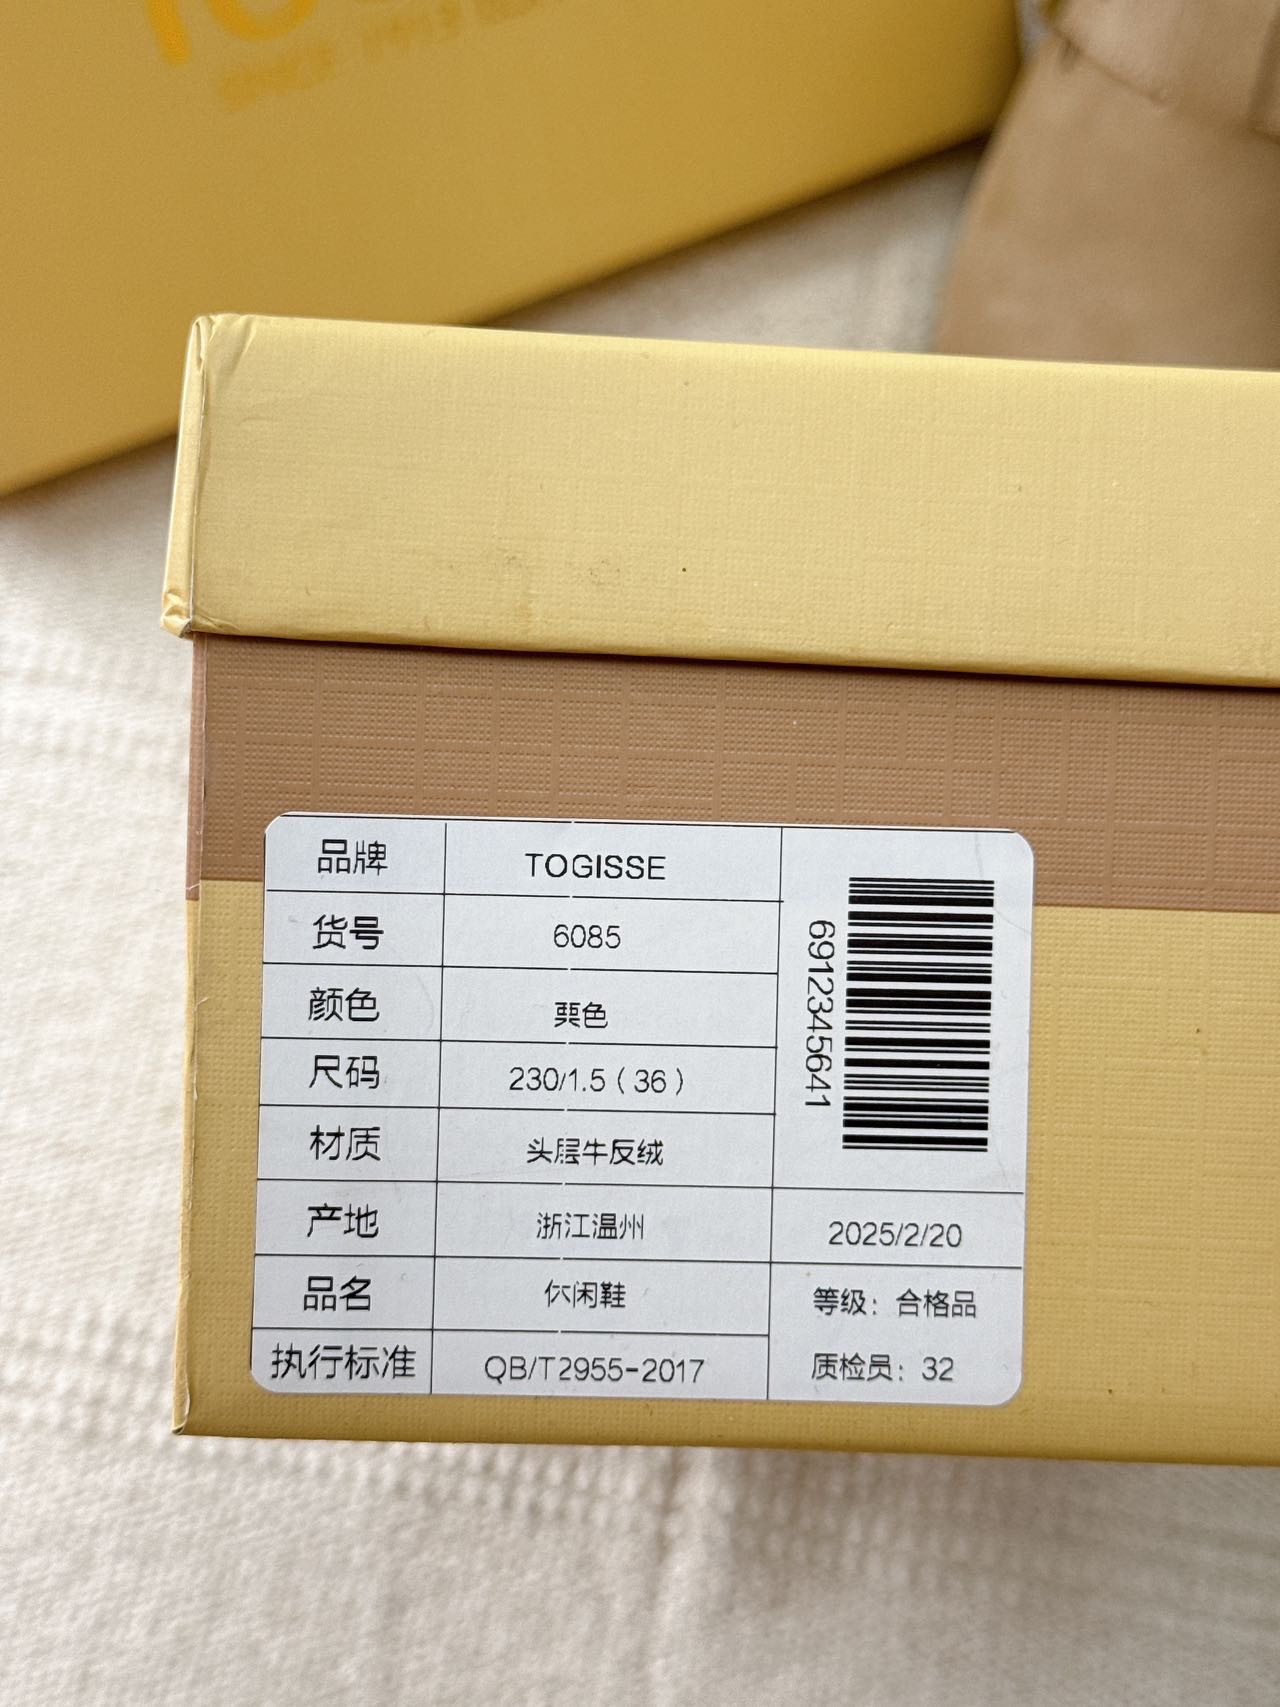 品牌 TOGISSE
货号 6085
颜色 栗色
尺码 230/1.5（36）
材质 头层牛反绒
产地 浙江温州
品名 休闲鞋
执行标准 QB/T2955-2017
6912345641
2025/2/20
等级：合格品
质检员：32